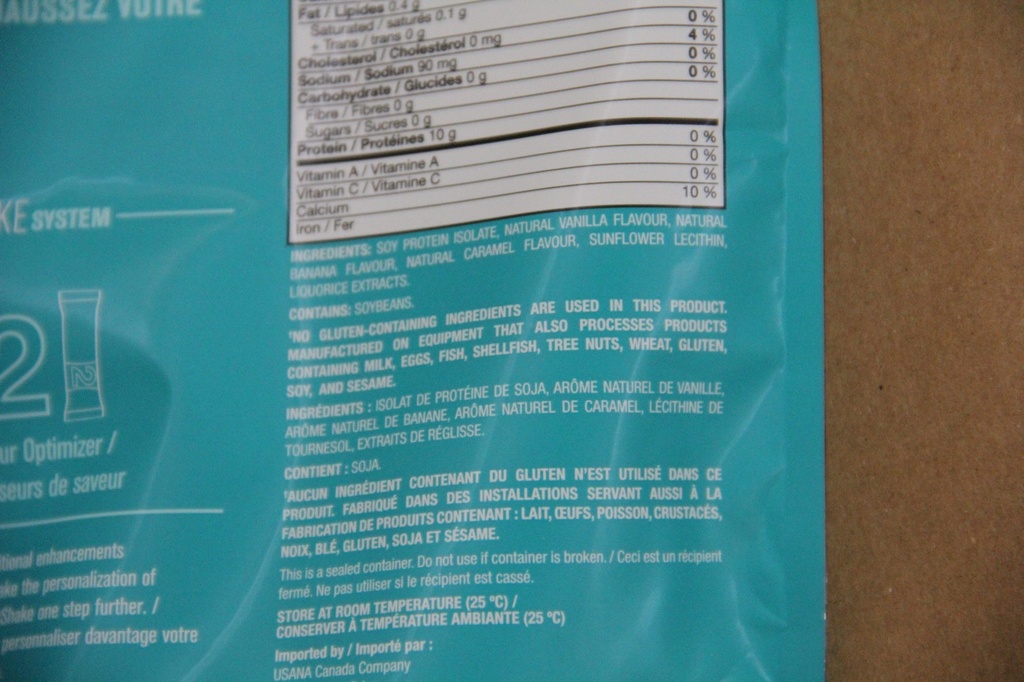 AUSSEZ VOTRE
KE SYSTEM
2
2
ur Optimizer /
seurs de saveur
tional enhancements
ake the personalization of
Shake one step further. /
personnaliser davantage votre
Fat / Lipides 0.4 g
Saturated / saturés 0.1 g
+ Trans / trans 0 g 0 %
Cholesterol / Cholestérol 0 mg
Sodium / Sodium 90 mg 4 %
Carbohydrate / Glucides 0 g 0 %
Fibre / Fibres 0 g 0 %
Sugars / Sucres 0 g
Protein / Protéines 10 g
Vitamin A / Vitamine A 0 %
Vitamin C / Vitamine C 0 %
Calcium 0 %
Iron / Fer 10 %
INGREDIENTS: SOY PROTEIN ISOLATE, NATURAL VANILLA FLAVOUR, NATURAL
BANANA FLAVOUR, NATURAL CARAMEL FLAVOUR, SUNFLOWER LECITHIN,
LIQUORICE EXTRACTS.
CONTAINS: SOYBEANS.
*NO GLUTEN-CONTAINING INGREDIENTS ARE USED IN THIS PRODUCT.
MANUFACTURED ON EQUIPMENT THAT ALSO PROCESSES PRODUCTS
CONTAINING MILK, EGGS, FISH, SHELLFISH, TREE NUTS, WHEAT, GLUTEN,
SOY, AND SESAME.
INGRÉDIENTS : ISOLAT DE PROTÉINE DE SOJA, ARÔME NATUREL DE VANILLE,
ARÔME NATUREL DE BANANE, ARÔME NATUREL DE CARAMEL, LÉCITHINE DE
TOURNESOL, EXTRAITS DE RÉGLISSE.
CONTIENT : SOJA.
*AUCUN INGRÉDIENT CONTENANT DU GLUTEN N'EST UTILISÉ DANS CE
PRODUIT. FABRIQUÉ DANS DES INSTALLATIONS SERVANT AUSSI À LA
FABRICATION DE PRODUITS CONTENANT : LAIT, ŒUFS, POISSON, CRUSTACÉS,
NOIX, BLÉ, GLUTEN, SOJA ET SÉSAME.
This is a sealed container. Do not use if container is broken. / Ceci est un récipient
fermé. Ne pas utiliser si le récipient est cassé.
STORE AT ROOM TEMPERATURE (25 °C) /
CONSERVER À TEMPÉRATURE AMBIANTE (25 °C)
Imported by / Importé par :
USANA Canada Company